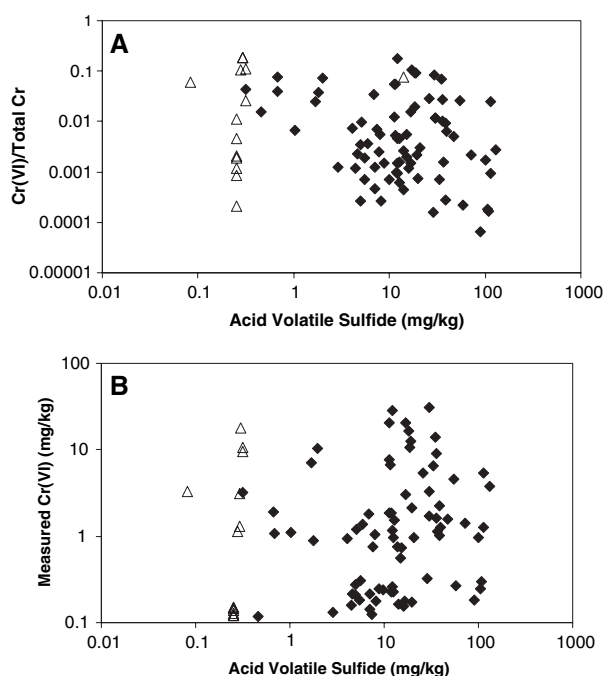 A
Cr(VI)/Total Cr
1
0.1
0.01
0.001
0.0001
0.00001
0.01 0.1 1 10 100 1000
Acid Volatile Sulfide (mg/kg)
B
Measured Cr(VI) (mg/kg)
100
10
1
0.1
0.01 0.1 1 10 100 1000
Acid Volatile Sulfide (mg/kg)